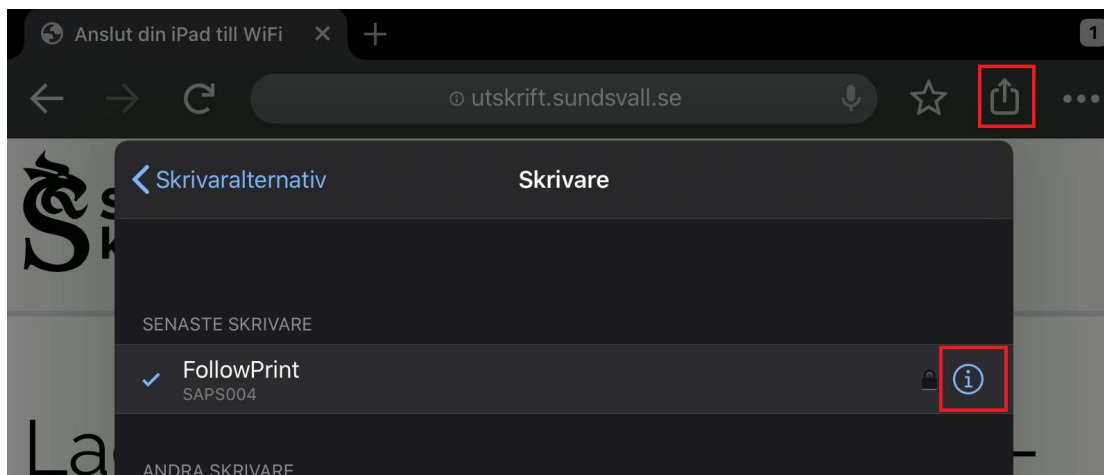 Anslut din iPad till WiFi
1
utskrift.sundsvall.se
Skrivaralternativ
Skrivare
SENASTE SKRIVARE
FollowPrint
SAPS004
ANDRA SKRIVARE